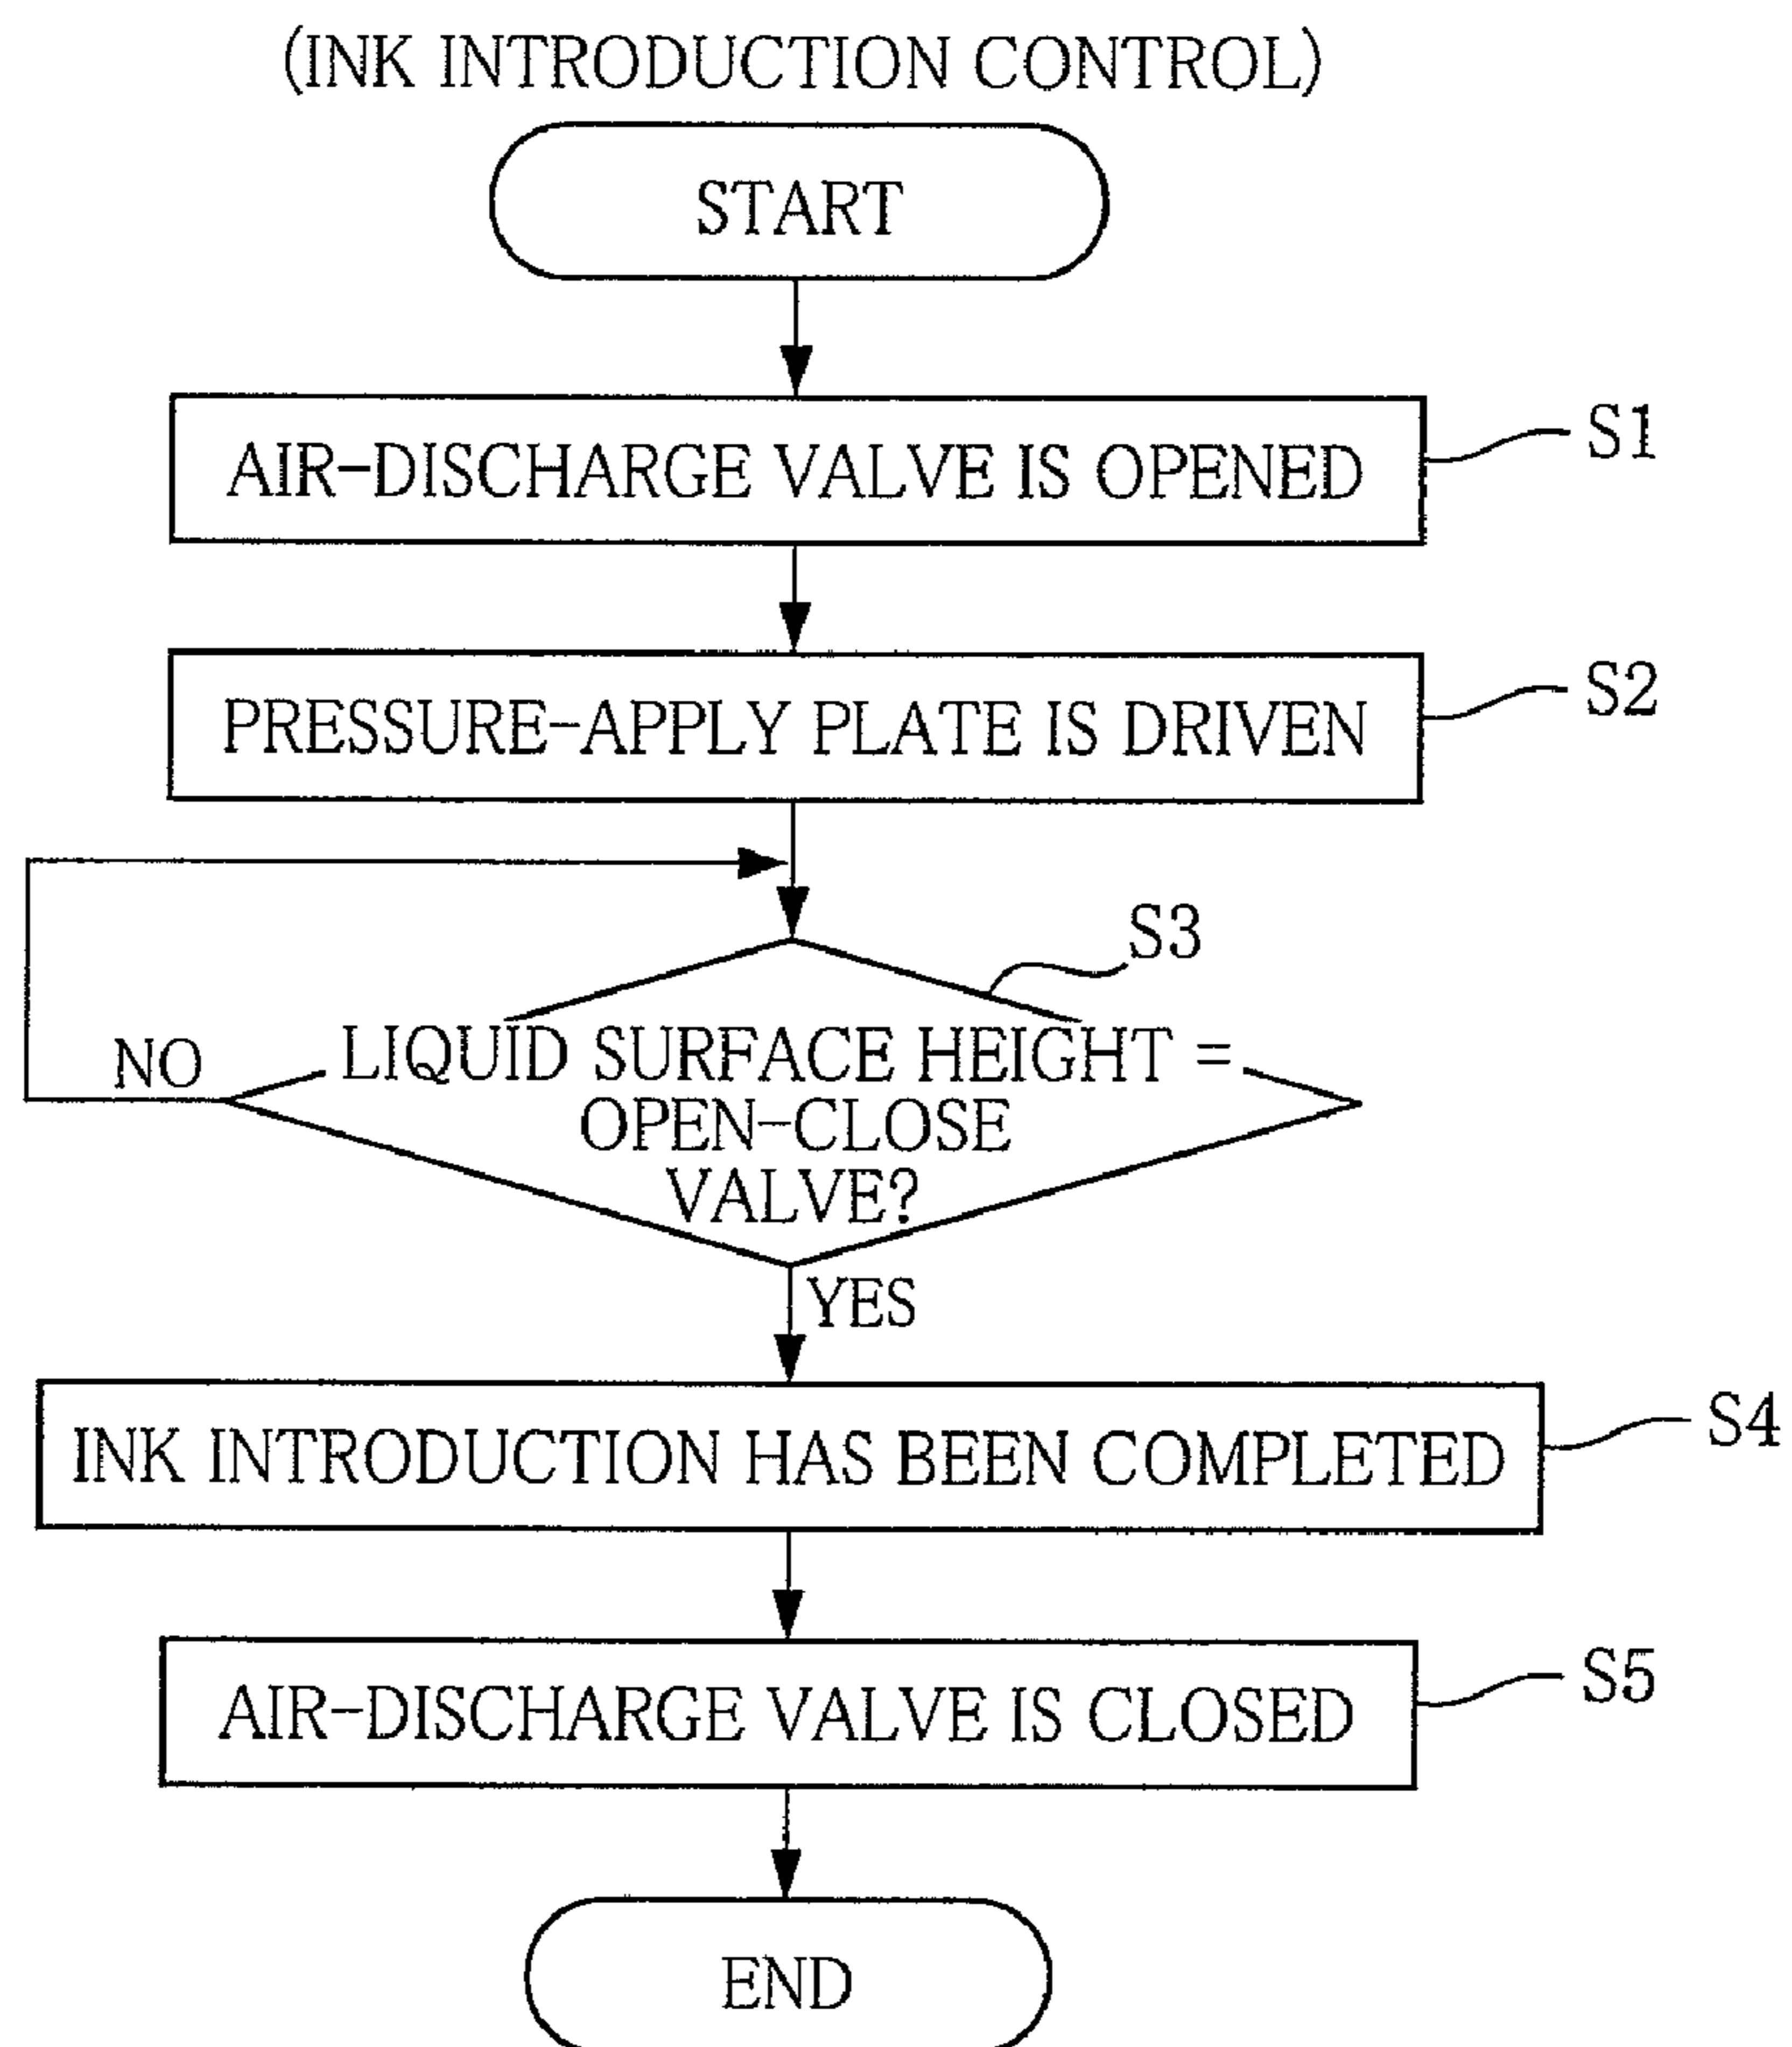 (INK INTRODUCTION CONTROL)
START
AIR-DISCHARGE VALVE IS OPENED
S1
PRESSURE-APPLY PLATE IS DRIVEN
S2
S3
NO
LIQUID SURFACE HEIGHT =
OPEN-CLOSE
VALVE?
YES
INK INTRODUCTION HAS BEEN COMPLETED
S4
AIR-DISCHARGE VALVE IS CLOSED
S5
END